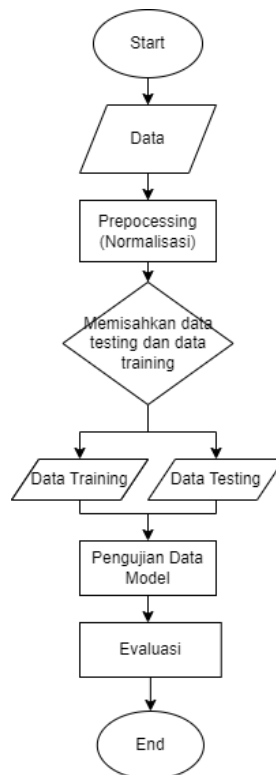 Start
Data
Prepocessing
(Normalisasi)
Memisahkan data
testing dan data
training
Data Training
Data Testing
Pengujian Data
Model
Evaluasi
End